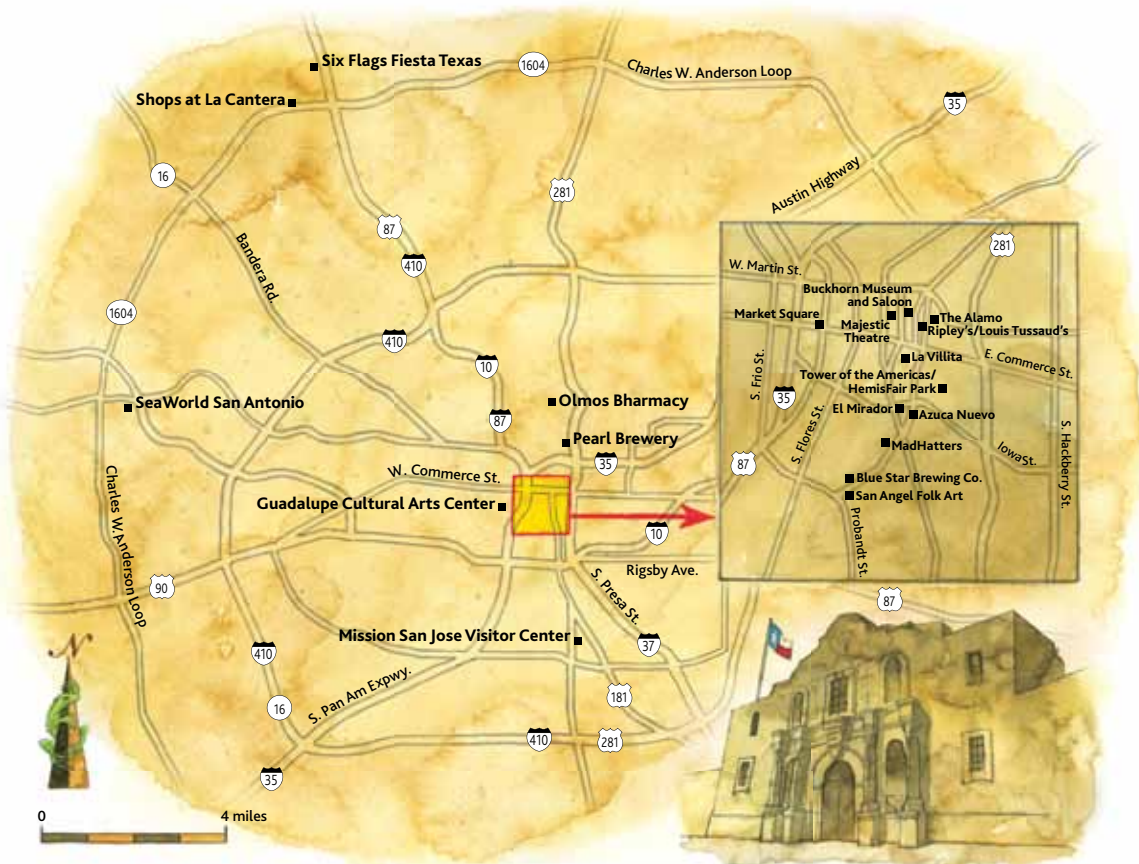 Six Flags Fiesta Texas
1604
Charles W. Anderson Loop
Shops at La Cantera
35
16
281
Austin Highway
87
Bandera Rd.
410
1604
410
10
87
SeaWorld San Antonio
Olmos Bharmacy
Pearl Brewery
35
W. Commerce St.
Guadalupe Cultural Arts Center
10
Charles W. Anderson Loop
Rigsby Ave.
90
S. Presa St.
87
Mission San Jose Visitor Center
37
410
181
16
S. Pan Am Expwy.
410
281
35
N
0
4 miles
281
W. Martin St.
Buckhorn Museum
and Saloon
Market Square
The Alamo
Majestic
Theatre
Ripley's/Louis Tussaud's
La Villita
E. Commerce St.
S. Frio St.
Tower of the Americas/
HemisFair Park
35
El Mirador
Azuca Nuevo
S. Flores St.
MadHatters
Iowa St.
S. Hackberry St.
87
Blue Star Brewing Co.
San Angel Folk Art
Probandt St.